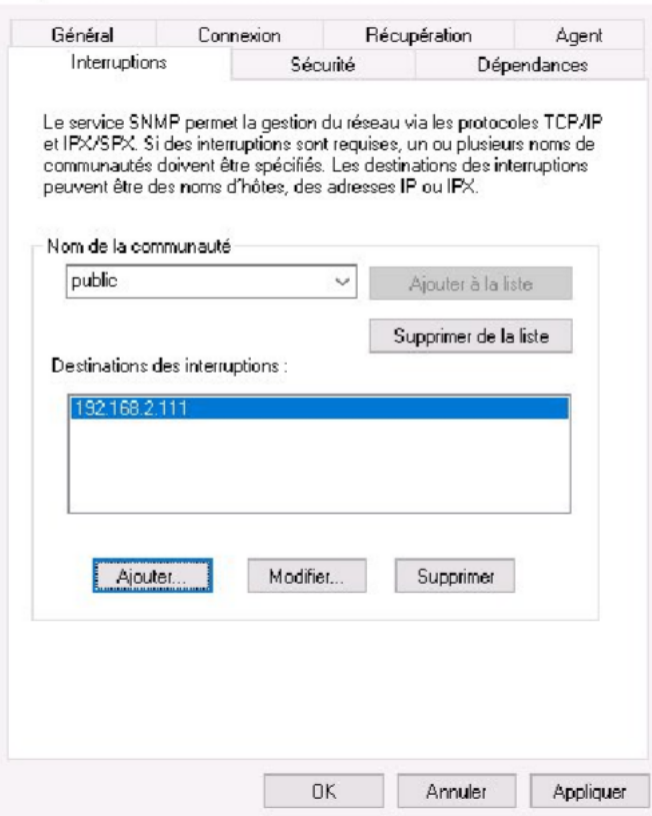 Général
Connexion
Récupération
Agent
Interruptions
Sécurité
Dépendances
Le service SNMP permet la gestion du réseau via les protocoles TCP/IP
et IPX/SPX. Si des interruptions sont requises, un ou plusieurs noms de
communautés doivent être spécifiés. Les destinations des interruptions
peuvent être des noms d'hôtes, des adresses IP ou IPX.
Nom de la communauté
public
Ajouter à la liste
Supprimer de la liste
Destinations des interruptions :
192.168.2.111
Ajouter...
Modifier...
Supprimer
OK
Annuler
Appliquer